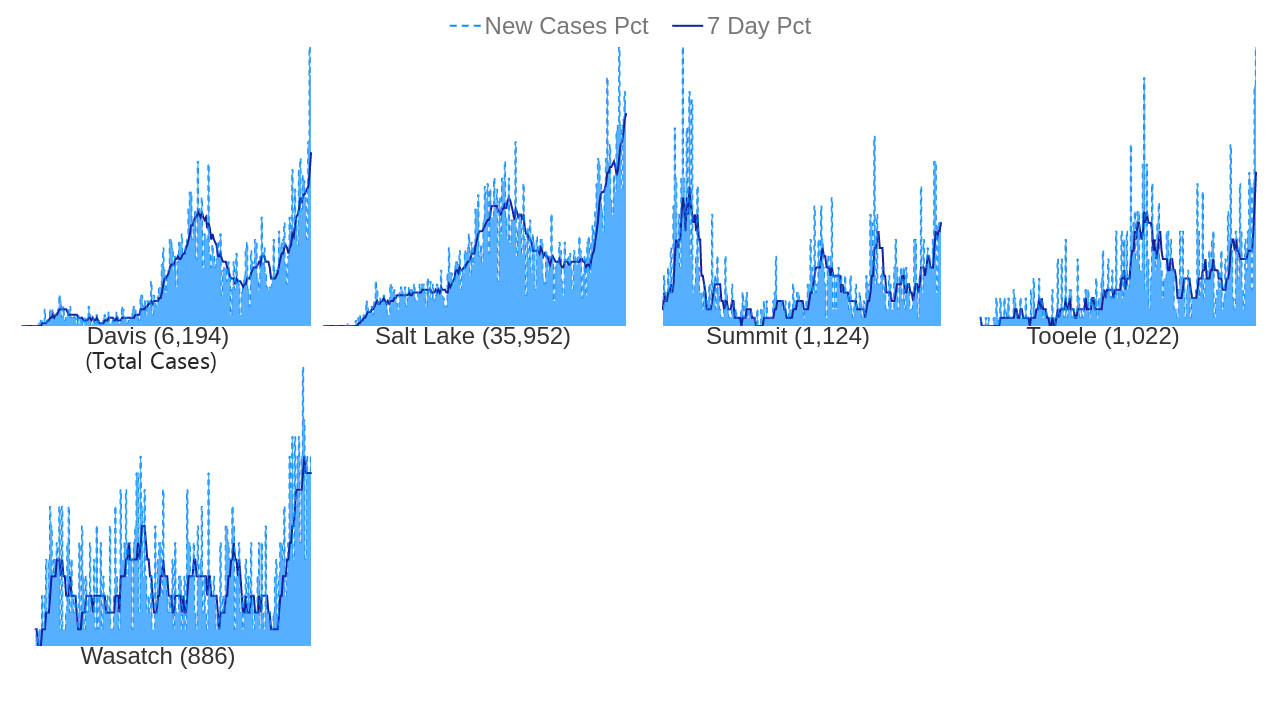 New Cases Pct 7 Day Pct
Davis (6,194)
(Total Cases)
Salt Lake (35,952)
Summit (1,124)
Tooele (1,022)
Wasatch (886)